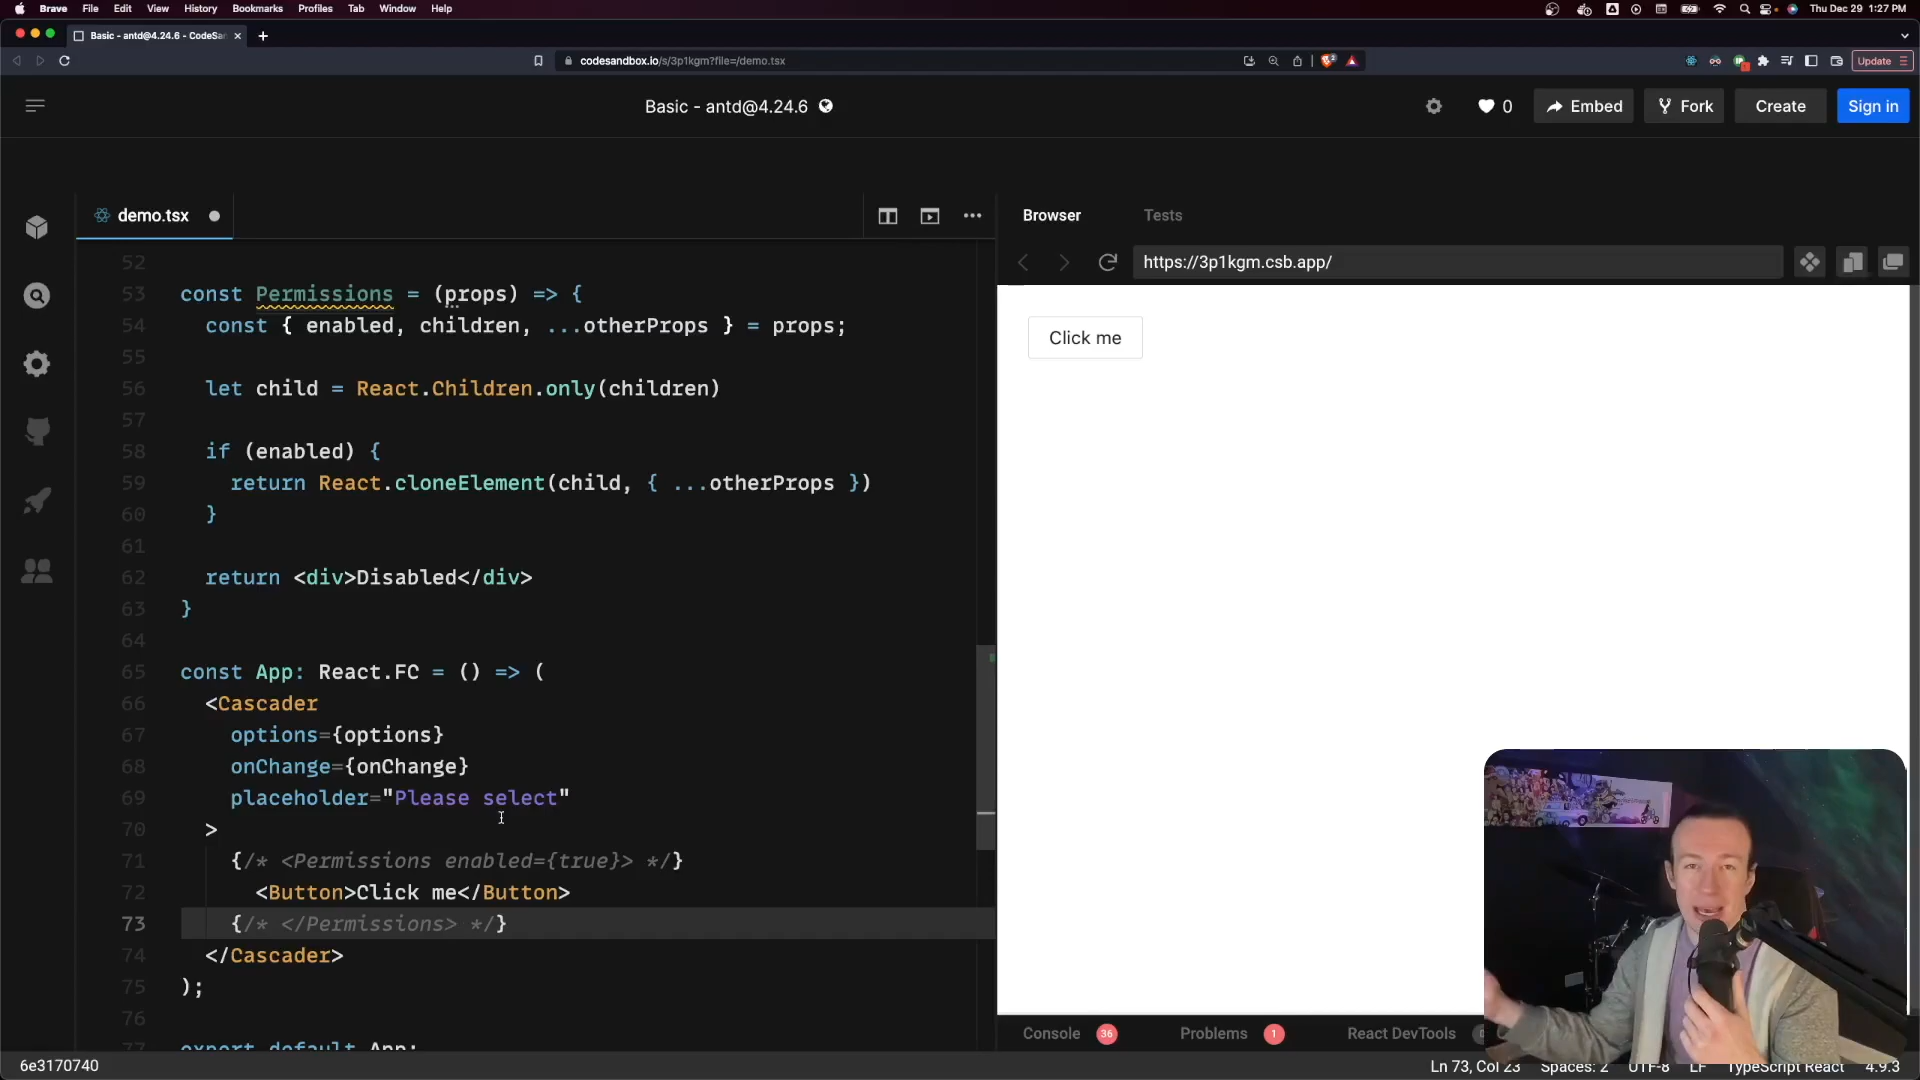 Brave File Edit View History Bookmarks Profiles Tab Window Help Thu Dec 29 1:27 PM
Basic - antd@4.24.6 - CodeSan
codesandbox.io/s/3p1kgm?file=/demo.tsx Update
Basic - antd@4.24.6 0 Embed Fork Create Sign in
demo.tsx
Browser Tests
https://3p1kgm.csb.app/
Click me
52
53 const Permissions = (props) => {
54 const { enabled, children, ...otherProps } = props;
55
56 let child = React.Children.only(children)
57
58 if (enabled) {
59 return React.cloneElement(child, { ...otherProps })
60 }
61
62 return <div>Disabled</div>
63 }
64
65 const App: React.FC = () => (
66 <Cascader
67 options={options}
68 onChange={onChange}
69 placeholder="Please select"
70 >
71 {/* <Permissions enabled={true}> */}
72 <Button>Click me</Button>
73 {/* </Permissions> */}
74 </Cascader>
75 );
76
77 export default App;
Console 36 Problems 1 React DevTools
6e3170740 Ln 73, Col 23 Spaces: 2 UTF-8 LF TypeScript React 4.9.3